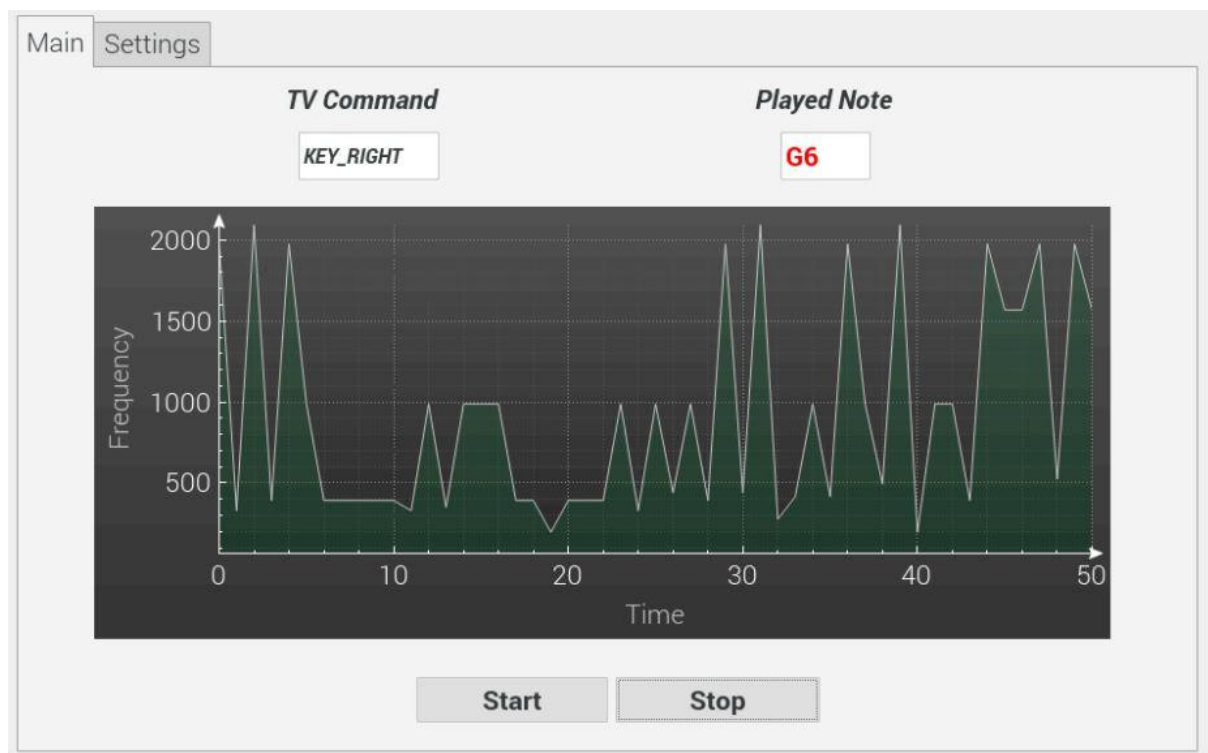 Main Settings
TV Command Played Note
KEY_RIGHT G6
2000
1500
1000
500
Frequency
0 10 20 30 40 50
Time
Start Stop